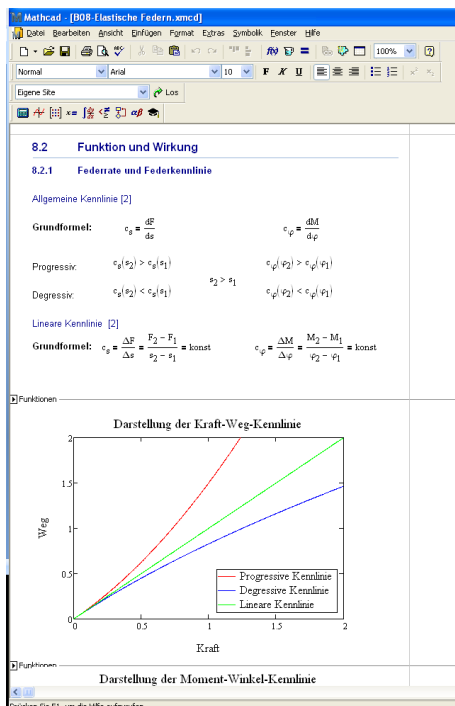 Mathcad - [B08-Elastische Federn.xmcd]
Datei Bearbeiten Ansicht Einfügen Format Extras Symbolik Fenster Hilfe
100%
Normal Arial 10 F K U
Eigene Site Los
αβ
8.2 Funktion und Wirkung
8.2.1 Federrate und Federkennlinie
Allgemeine Kennlinie [2]
Grundformel: c_s = dF/ds c_φ = dM/dφ
Progressiv: c_s(s_2) > c_s(s_1) c_φ(φ_2) > c_φ(φ_1)
s_2 > s_1
Degressiv: c_s(s_2) < c_s(s_1) c_φ(φ_2) < c_φ(φ_1)
Lineare Kennlinie [2]
Grundformel: c_s = ΔF/Δs = (F_2 − F_1)/(s_2 − s_1) = konst c_φ = ΔM/Δφ = (M_2 − M_1)/(φ_2 − φ_1) = konst
Funktionen
Darstellung der Kraft-Weg-Kennlinie
2
1.5
1
0.5
0
Weg
Progressive Kennlinie
Degressive Kennlinie
Lineare Kennlinie
0 0.5 1 1.5 2
Kraft
Funktionen
Darstellung der Moment-Winkel-Kennlinie